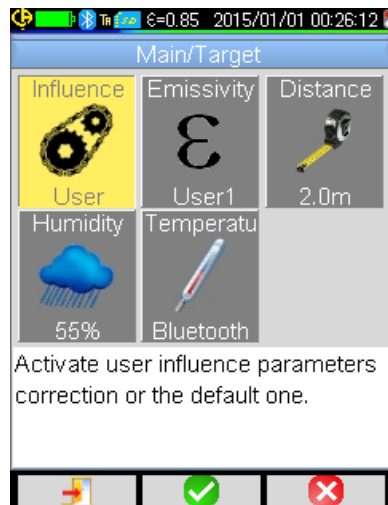 TA ε=0.85 2015/01/01 00:26:12
Main/Target
Influence Emissivity Distance
ε
User User1 2.0m
Humidity Temperatu
55% Bluetooth
Activate user influence parameters
correction or the default one.